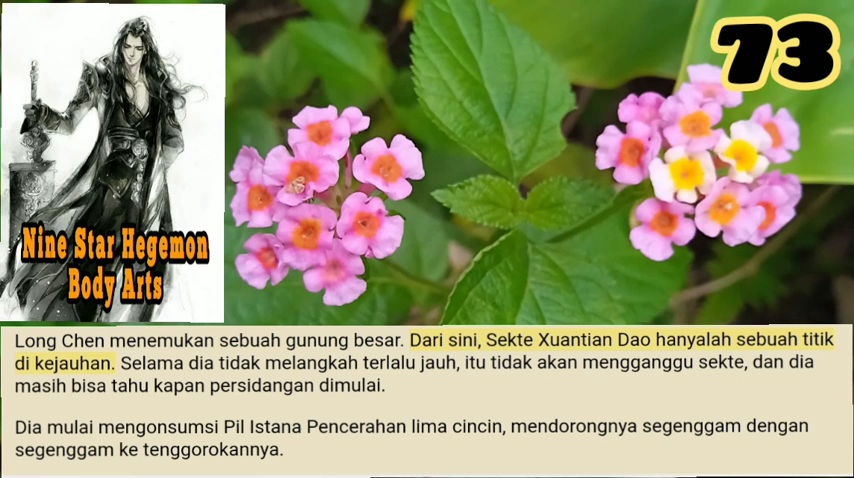 73
Nine Star Hegemon
Body Arts
Long Chen menemukan sebuah gunung besar. Dari sini, Sekte Xuantian Dao hanyalah sebuah titik
di kejauhan. Selama dia tidak melangkah terlalu jauh, itu tidak akan mengganggu sekte, dan dia
masih bisa tahu kapan persidangan dimulai.
Dia mulai mengonsumsi Pil Istana Pencerahan lima cincin, mendorongnya segenggam dengan
segenggam ke tenggorokannya.